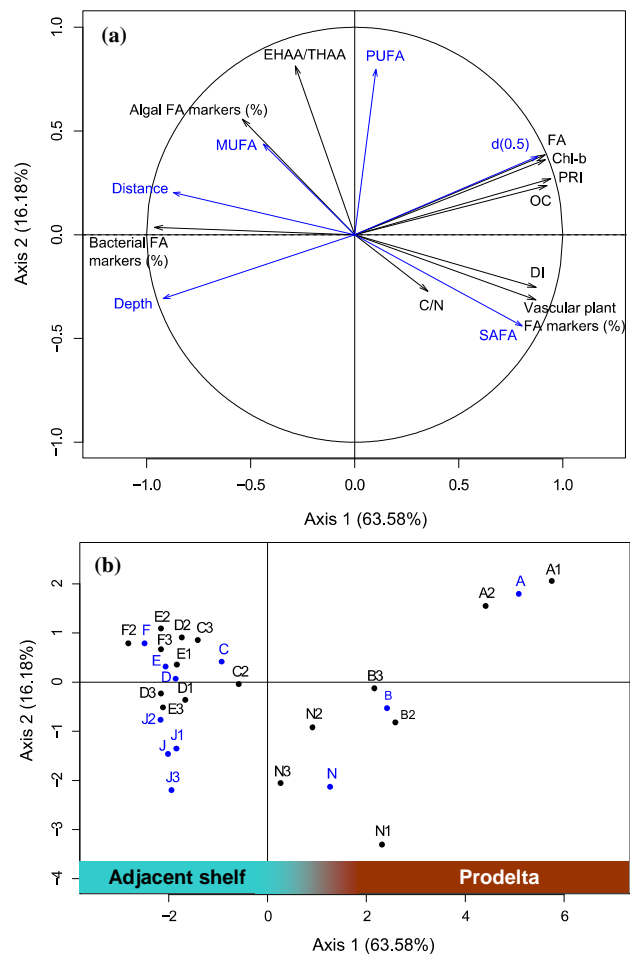 (a)
EHAA/THAA
PUFA
Algal FA markers (%)
MUFA
d(0.5)
FA
Chl-b
PRI
OC
Distance
Bacterial FA
markers (%)
Depth
DI
Vascular plant
FA markers (%)
C/N
SAFA
Axis 2 (16.18%)
1.0
0.5
0.0
-0.5
-1.0
-1.0
-0.5
0.0
0.5
1.0
Axis 1 (63.58%)
(b)
A1
A
A2
E2
F
F2
D2
C3
F3
E
E1
C
D
C2
D3
D1
E3
J2
J1
J
J3
B3
B
B2
N2
N3
N
N1
Adjacent shelf
Prodelta
Axis 2 (16.18%)
2
1
0
-1
-2
-3
-4
-2
0
2
4
6
Axis 1 (63.58%)